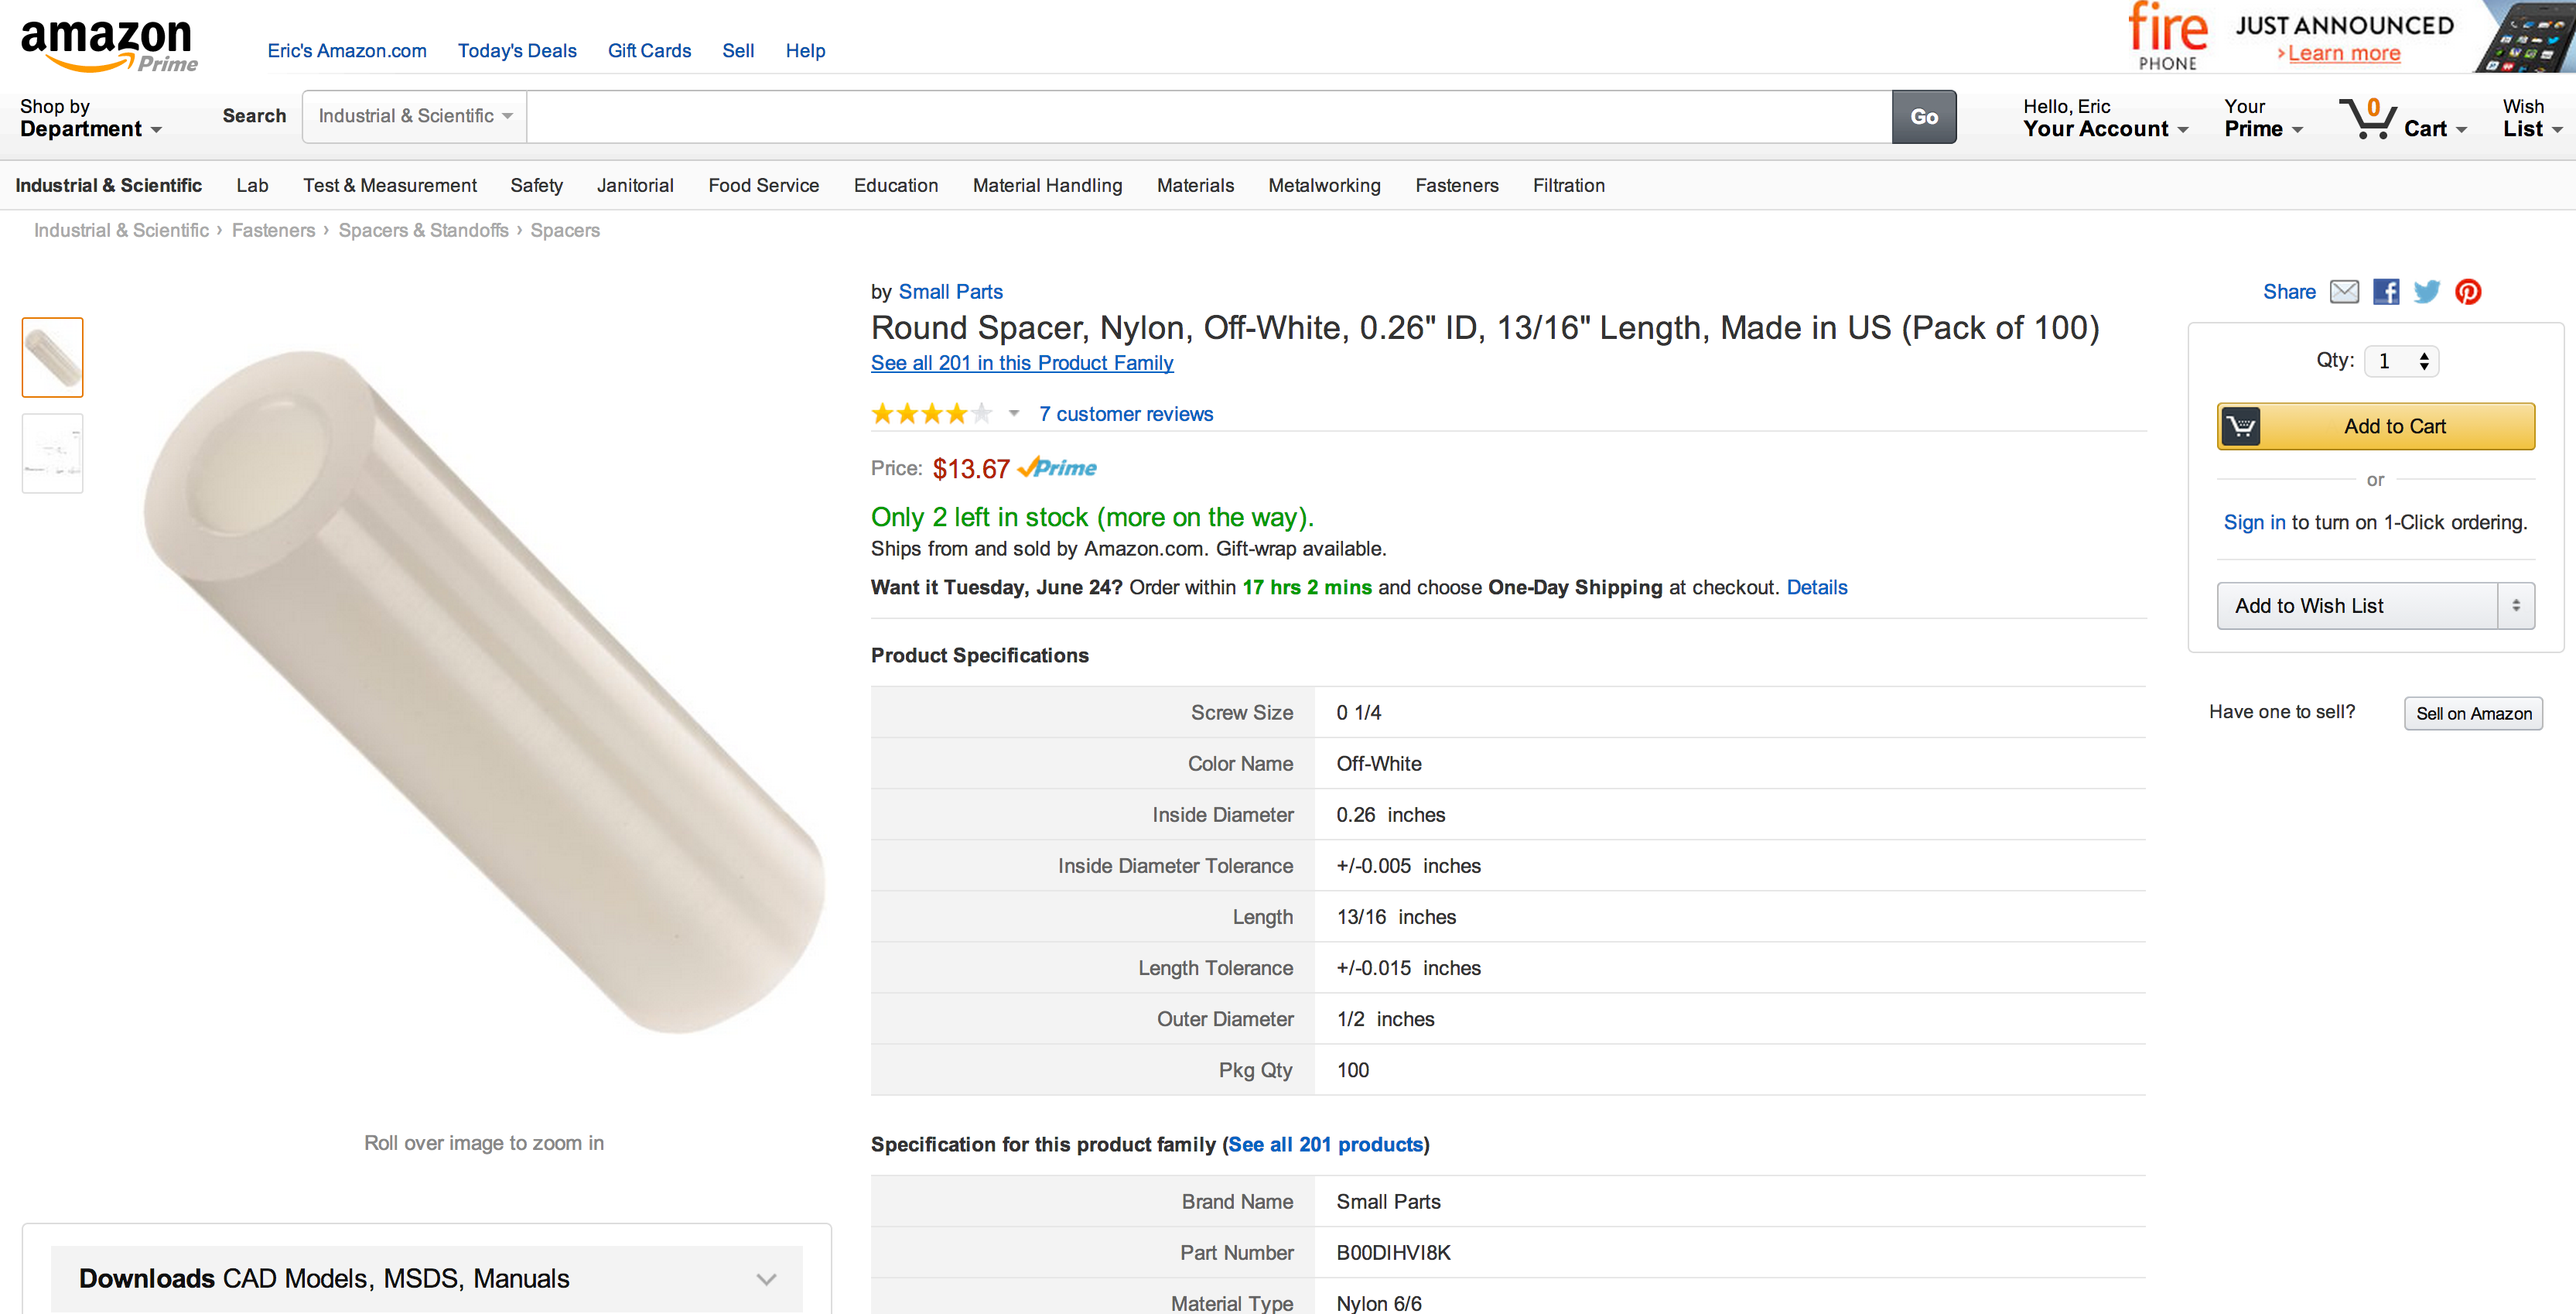 amazon
Prime
Eric's Amazon.com Today's Deals Gift Cards Sell Help
fire
PHONE
JUST ANNOUNCED
›Learn more
Shop by
Department
Search
Industrial & Scientific
Go
Hello, Eric
Your Account
Your
Prime
0
Cart
Wish
List
Industrial & Scientific Lab Test & Measurement Safety Janitorial Food Service Education Material Handling Materials Metalworking Fasteners Filtration
Industrial & Scientific › Fasteners › Spacers & Standoffs › Spacers
Roll over image to zoom in
Downloads CAD Models, MSDS, Manuals
by Small Parts
Round Spacer, Nylon, Off-White, 0.26" ID, 13/16" Length, Made in US (Pack of 100)
See all 201 in this Product Family
7 customer reviews
Price: $13.67 Prime
Only 2 left in stock (more on the way).
Ships from and sold by Amazon.com. Gift-wrap available.
Want it Tuesday, June 24? Order within 17 hrs 2 mins and choose One-Day Shipping at checkout. Details
Product Specifications
Screw Size 0 1/4
Color Name Off-White
Inside Diameter 0.26 inches
Inside Diameter Tolerance +/-0.005 inches
Length 13/16 inches
Length Tolerance +/-0.015 inches
Outer Diameter 1/2 inches
Pkg Qty 100
Specification for this product family (See all 201 products)
Brand Name Small Parts
Part Number B00DIHVI8K
Material Type Nylon 6/6
Share
Qty: 1
Add to Cart
or
Sign in to turn on 1-Click ordering.
Add to Wish List
Have one to sell? Sell on Amazon